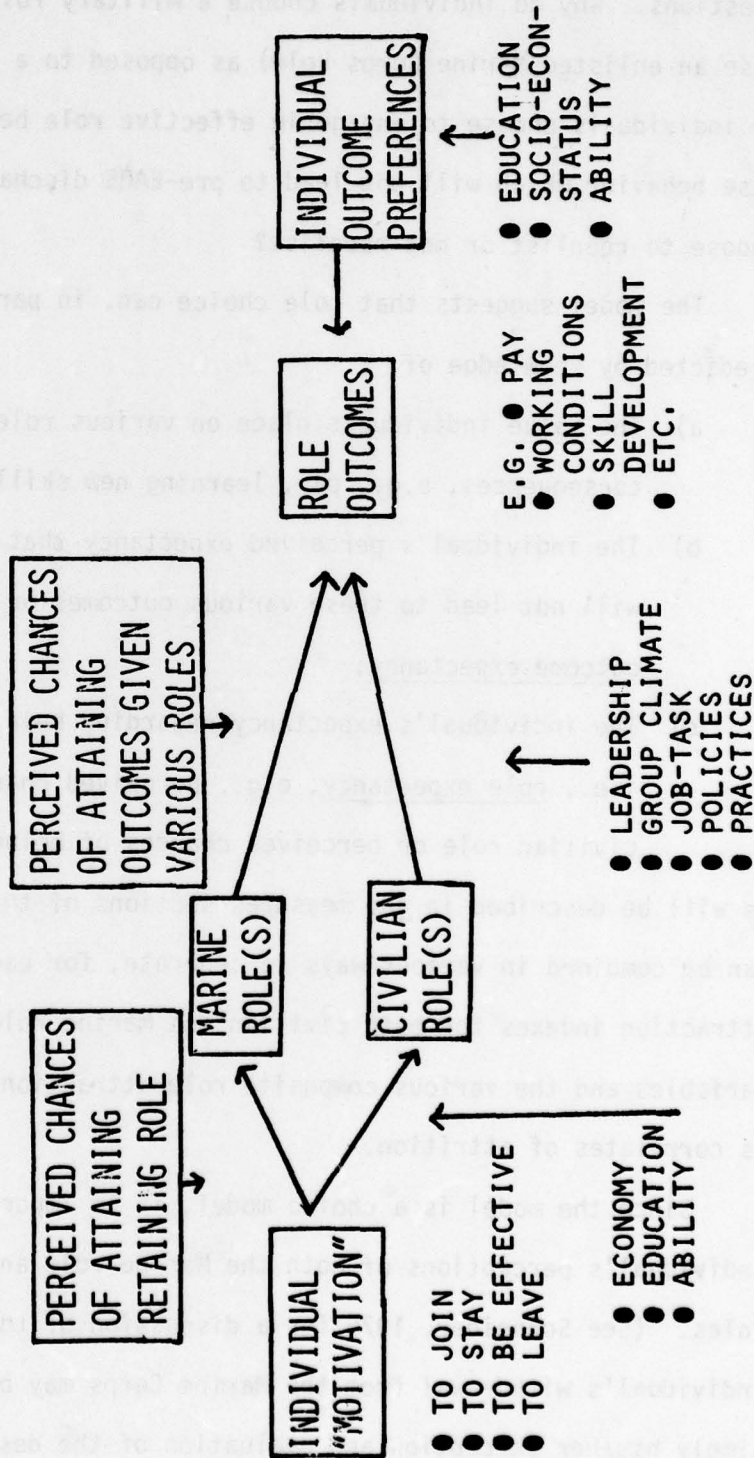 PERCEIVED CHANCES
OF ATTAINING
RETAINING ROLE
PERCEIVED CHANCES
OF ATTAINING
OUTCOMES GIVEN
VARIOUS ROLES
INDIVIDUAL
"MOTIVATION"
MARINE
ROLE(S)
CIVILIAN
ROLE(S)
ROLE
OUTCOMES
INDIVIDUAL
OUTCOME
PREFERENCES
● TO JOIN
● TO STAY
● TO BE EFFECTIVE
● TO LEAVE
● ECONOMY
● EDUCATION
● ABILITY
● LEADERSHIP
● GROUP CLIMATE
● JOB-TASK
● POLICIES
● PRACTICES
E.G. ● PAY
● WORKING
CONDITIONS
● SKILL
DEVELOPMENT
● ETC.
● EDUCATION
● SOCIO-ECON-
STATIS
● ABILITY